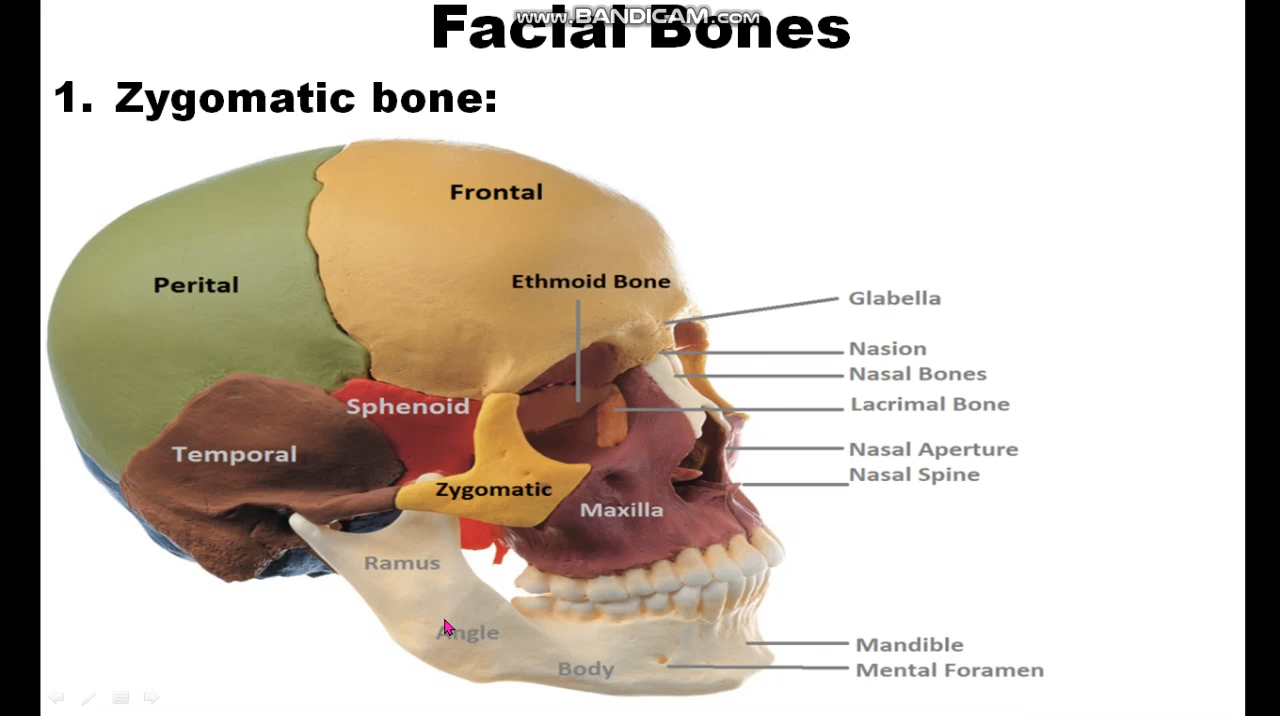 www.BANDICAM.com
Facial Bones
1. Zygomatic bone:
Frontal
Perital
Ethmoid Bone
Glabella
Nasion
Nasal Bones
Sphenoid
Lacrimal Bone
Temporal
Nasal Aperture
Nasal Spine
Zygomatic
Maxilla
Ramus
Angle
Mandible
Body
Mental Foramen